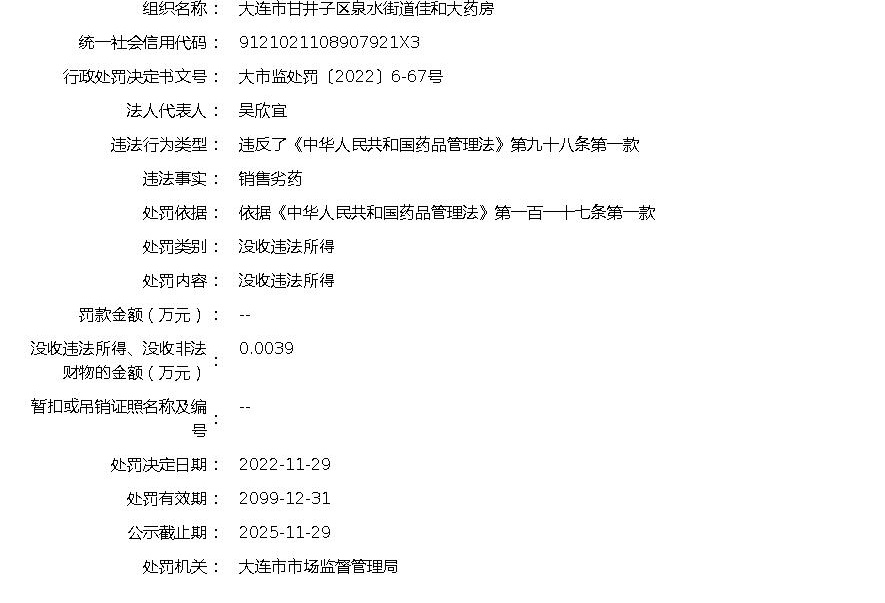 组织名称： 大连市甘井子区泉水街道佳和大药房
统一社会信用代码： 9121021108907921X3
行政处罚决定书文号： 大市监处罚〔2022〕6-67号
法人代表人： 吴欣宜
违法行为类型： 违反了《中华人民共和国药品管理法》第九十八条第一款
违法事实： 销售劣药
处罚依据： 依据《中华人民共和国药品管理法》第一百一十七条第一款
处罚类别： 没收违法所得
处罚内容： 没收违法所得
罚款金额（万元）： --
没收违法所得、没收非法
财物的金额（万元）： 0.0039
暂扣或吊销证照名称及编
号： --
处罚决定日期： 2022-11-29
处罚有效期： 2099-12-31
公示截止期： 2025-11-29
处罚机关： 大连市市场监督管理局